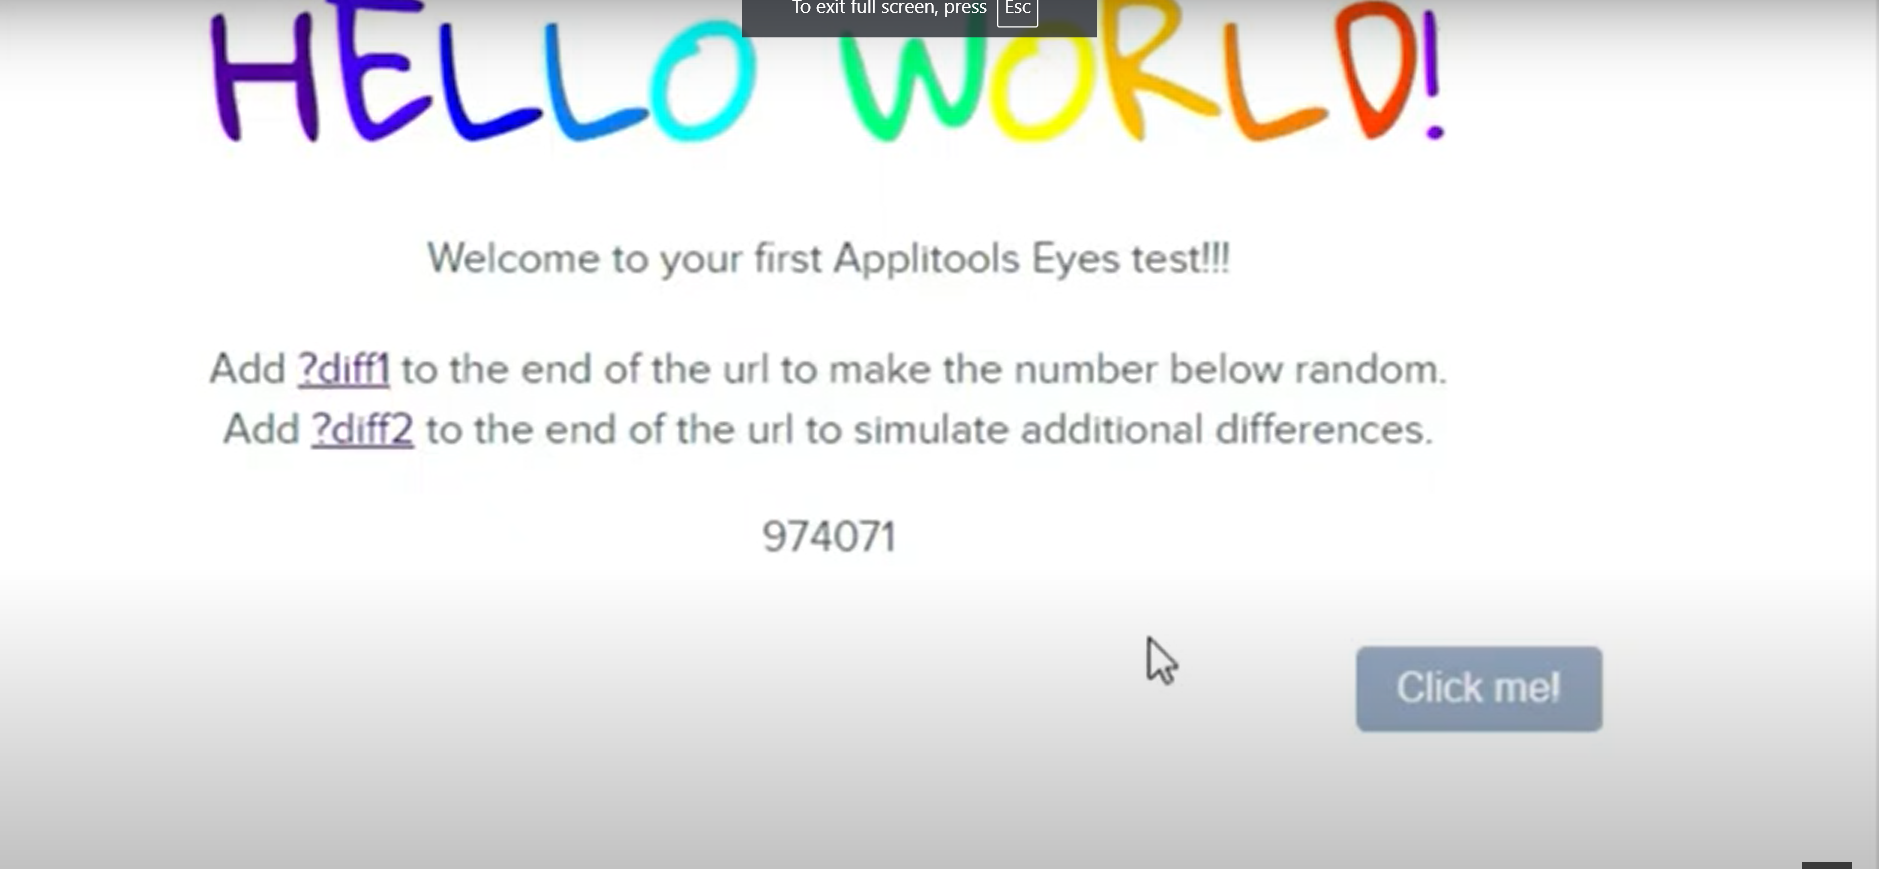 To exit full screen, press Esc
HELLO WORLD!
Welcome to your first Applitools Eyes test!!!
Add ?diff1 to the end of the url to make the number below random.
Add ?diff2 to the end of the url to simulate additional differences.
974071
Click me!